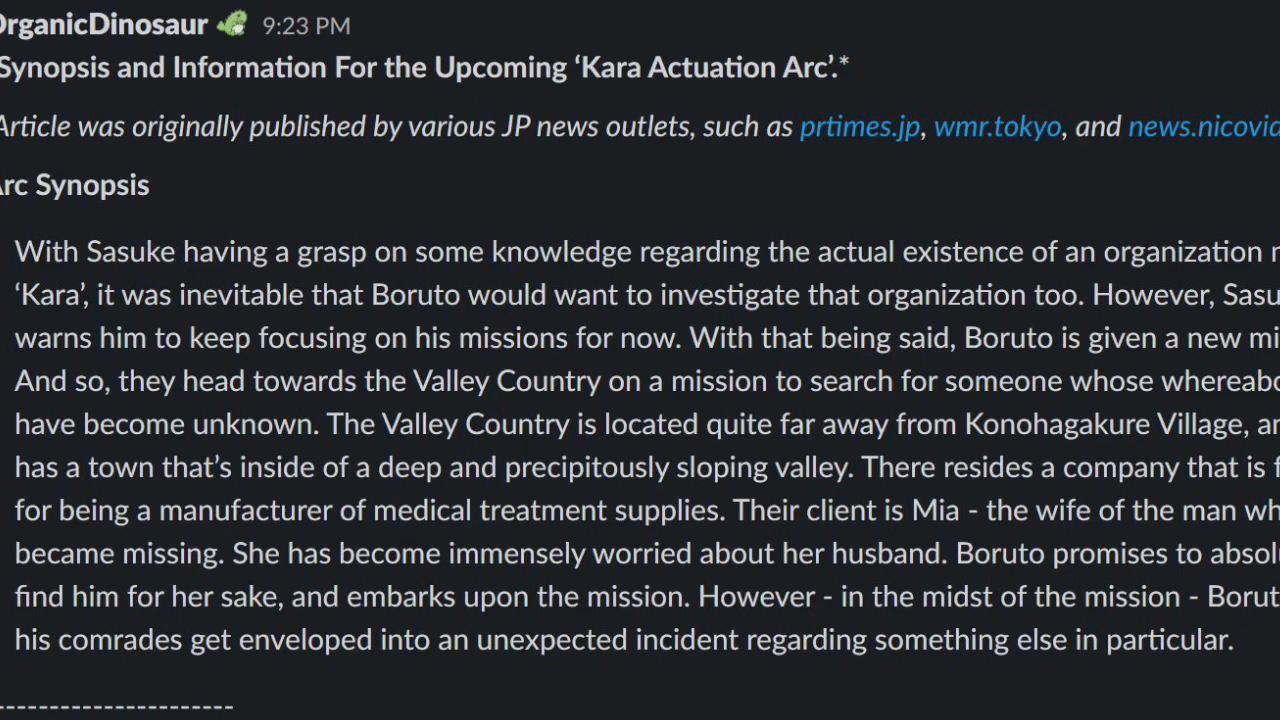 OrganicDinosaur 9:23 PM
Synopsis and Information For the Upcoming ‘Kara Actuation Arc’.*
Article was originally published by various JP news outlets, such as prtimes.jp, wmr.tokyo, and
Arc Synopsis
With Sasuke having a grasp on some knowledge regarding the actual existence of an organization
‘Kara’, it was inevitable that Boruto would want to investigate that organization too. However,
warns him to keep focusing on his missions for now. With that being said, Boruto is given a new
And so, they head towards the Valley Country on a mission to search for someone whose
have become unknown. The Valley Country is located quite far away from Konohagakure Village,
has a town that’s inside of a deep and precipitously sloping valley. There resides a company that is
for being a manufacturer of medical treatment supplies. Their client is Mia - the wife of the man
became missing. She has become immensely worried about her husband. Boruto promises to
find him for her sake, and embarks upon the mission. However - in the midst of the mission -
his comrades get enveloped into an unexpected incident regarding something else in particular.
-----------------------